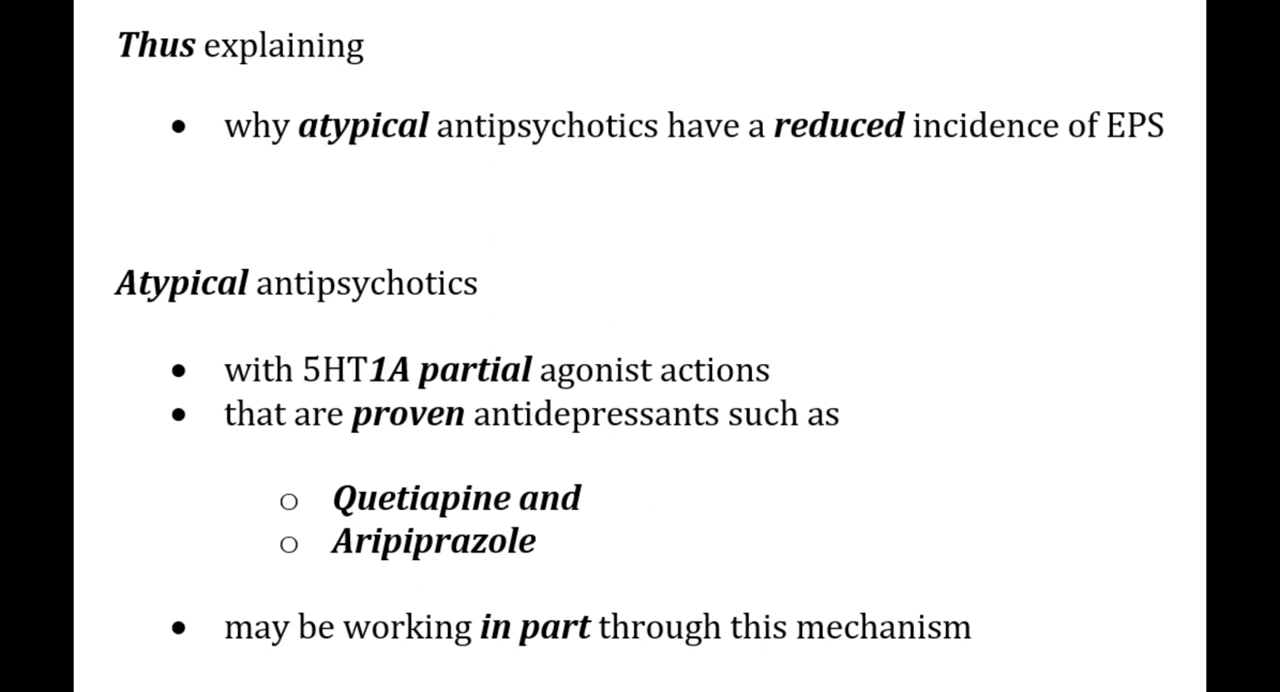 Thus explaining
• why atypical antipsychotics have a reduced incidence of EPS
Atypical antipsychotics
• with 5HT1A partial agonist actions
• that are proven antidepressants such as
○ Quetiapine and
○ Aripiprazole
• may be working in part through this mechanism